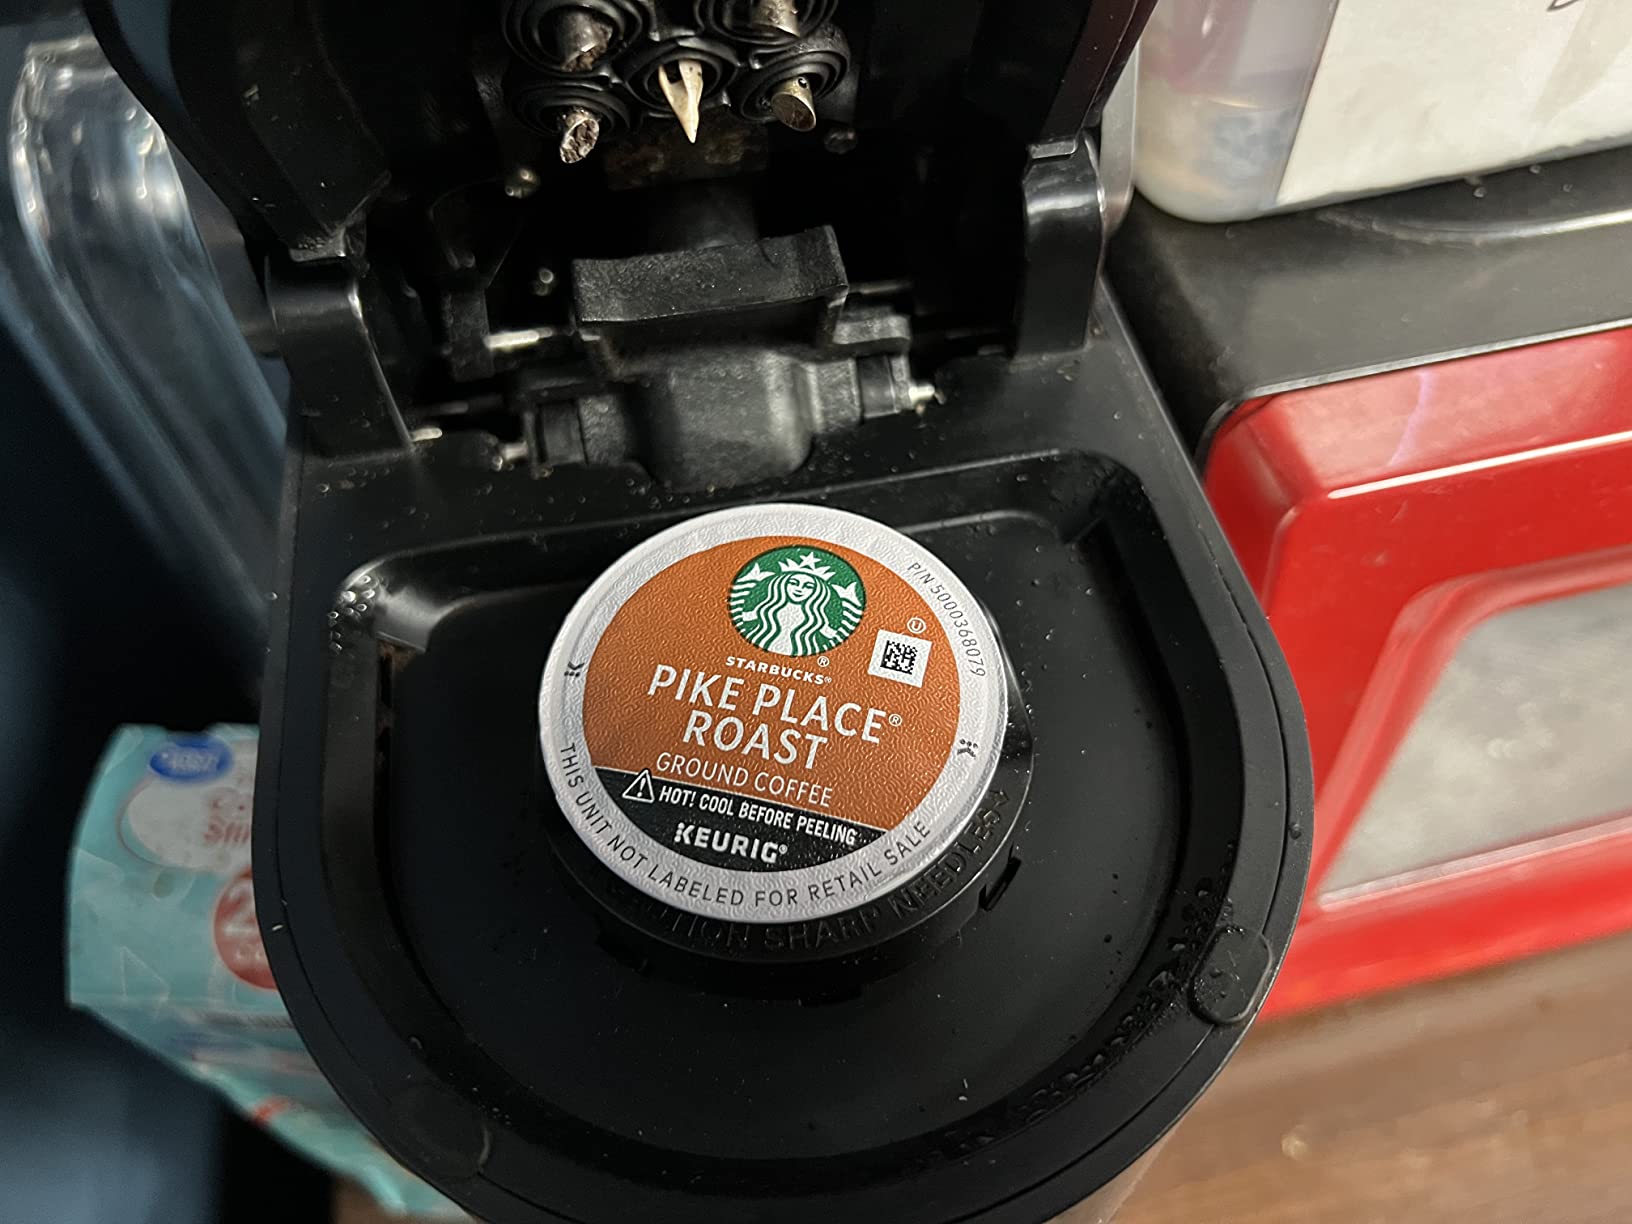 P/N 5000368079
U
STARBUCKS®
PIKE PLACE®
ROAST
GROUND COFFEE
HOT! COOL BEFORE PEELING
KEURIG®
THIS UNIT NOT LABELED FOR RETAIL SALE
SHARP NEEDLES